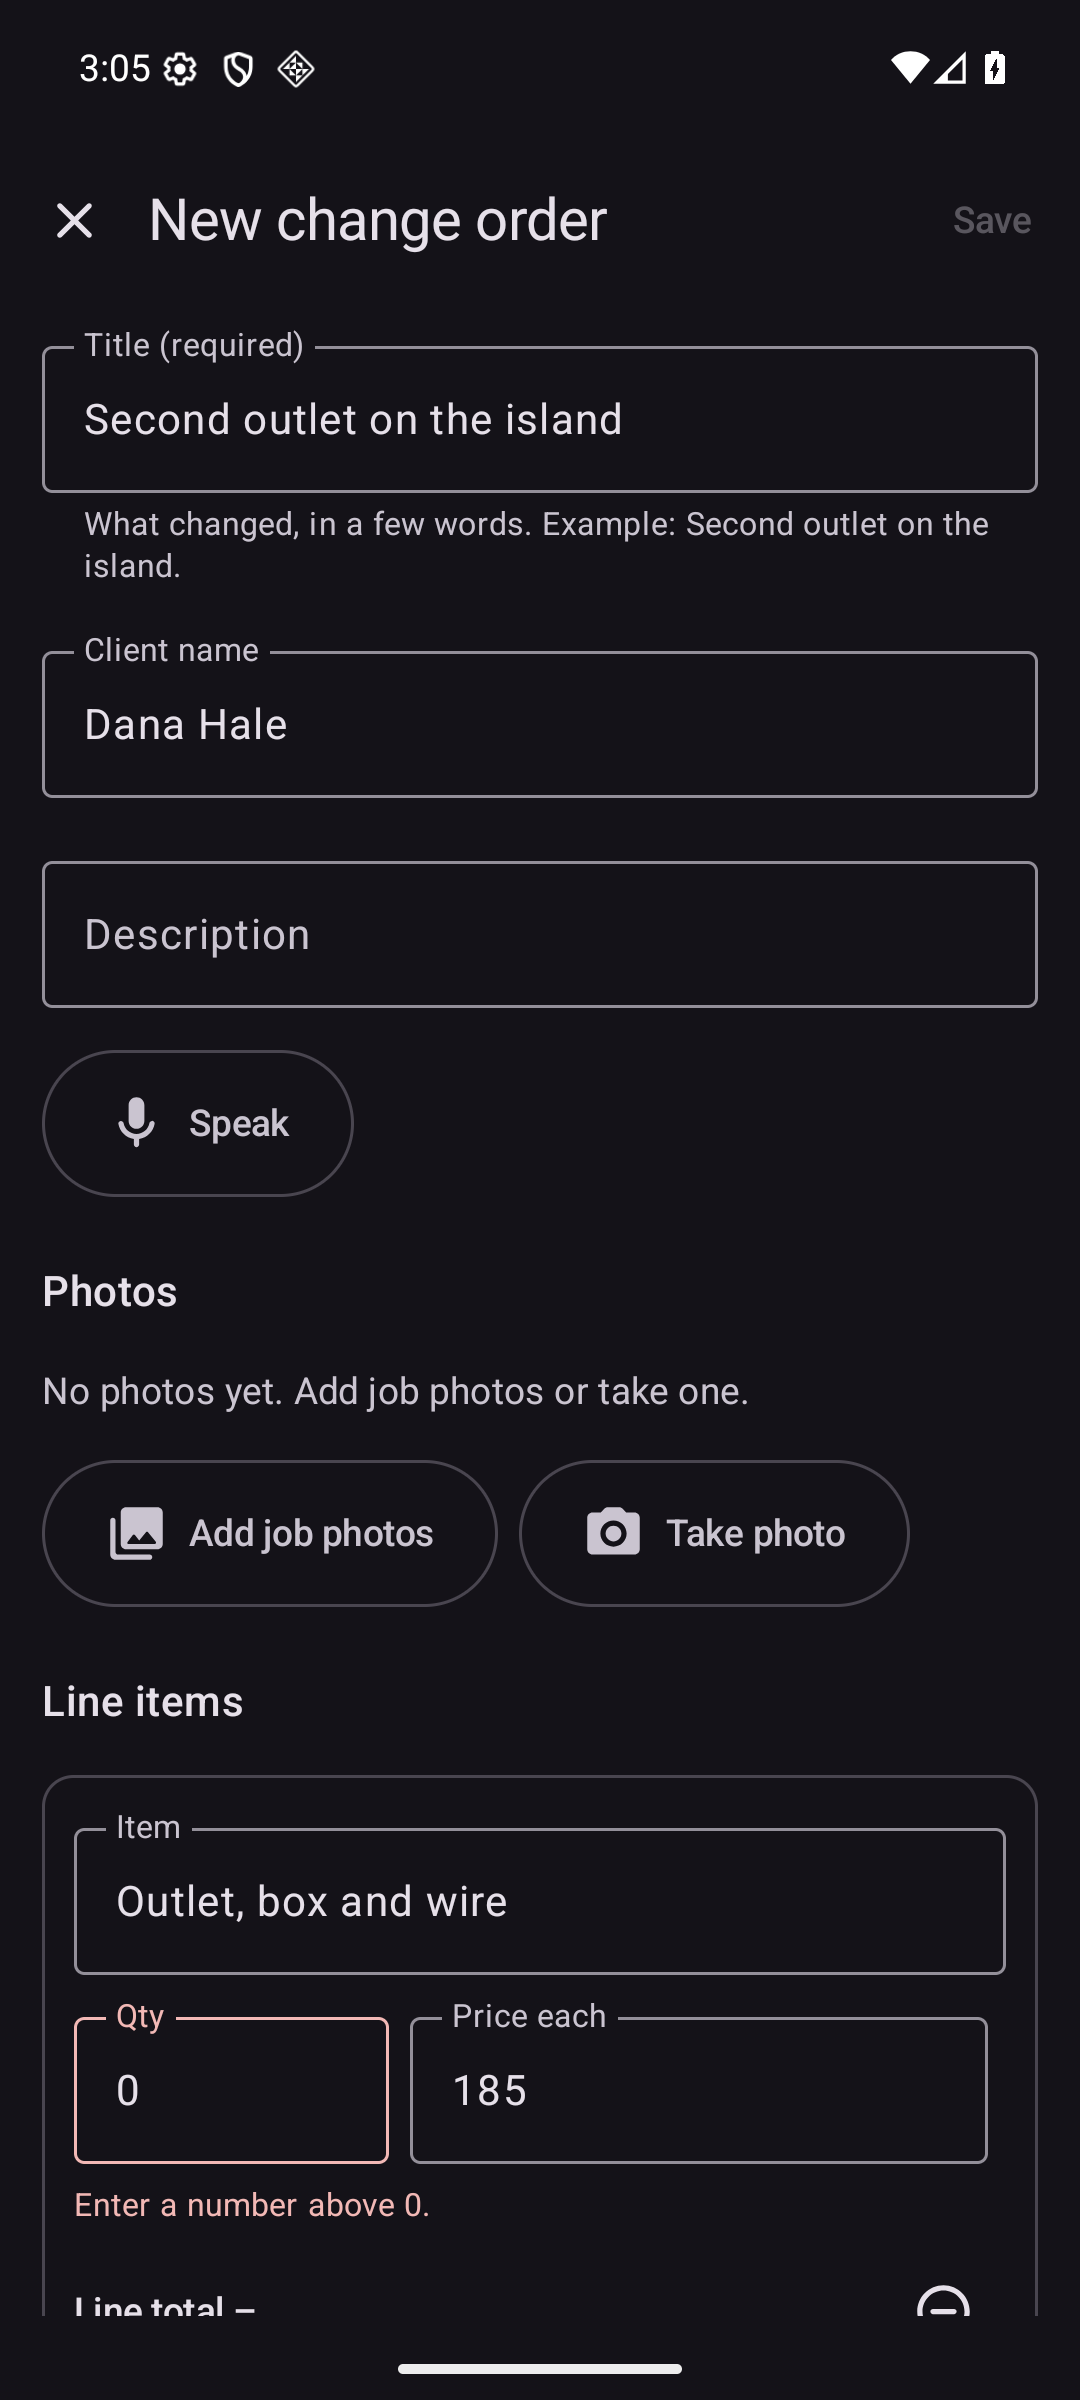 3:05
New change order
Save
Title (required)
Second outlet on the island
What changed, in a few words. Example: Second outlet on the
island.
Client name
Dana Hale
Description
Speak
Photos
No photos yet. Add job photos or take one.
Add job photos
Take photo
Line items
Item
Outlet, box and wire
Qty
Price each
0
185
Enter a number above 0.
Line total –